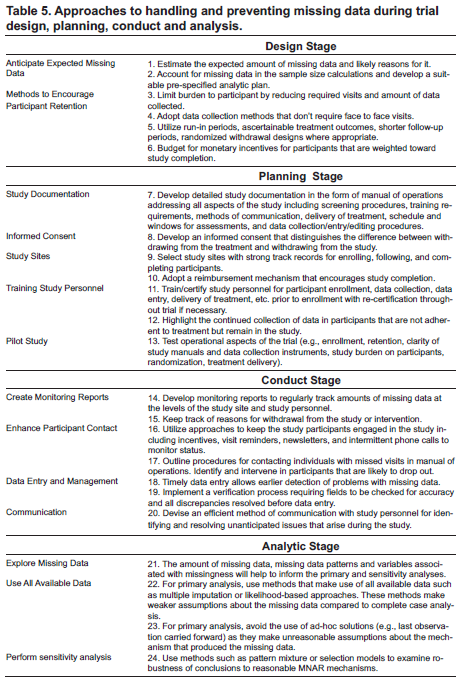 Table 5. Approaches to handling and preventing missing data during trial
design, planning, conduct and analysis.
Design Stage
Anticipate Expected Missing 1. Estimate the expected amount of missing data and likely reasons for it.
Data 2. Account for missing data in the sample size calculations and develop a suit-
able pre-specified analytic plan.
Methods to Encourage 3. Limit burden to participant by reducing required visits and amount of data
Participant Retention collected.
4. Adopt data collection methods that don't require face to face visits.
5. Utilize run-in periods, ascertainable treatment outcomes, shorter follow-up
periods, randomized withdrawal designs where appropriate.
6. Budget for monetary incentives for participants that are weighted toward
study completion.
Planning Stage
Study Documentation 7. Develop detailed study documentation in the form of manual of operations
addressing all aspects of the study including screening procedures, training re-
quirements, methods of communication, delivery of treatment, schedule and
windows for assessments, and data collection/entry/editing procedures.
Informed Consent 8. Develop an informed consent that distinguishes the difference between with-
drawing from the treatment and withdrawing from the study.
Study Sites 9. Select study sites with strong track records for enrolling, following, and com-
pleting participants.
10. Adopt a reimbursement mechanism that encourages study completion.
Training Study Personnel 11. Train/certify study personnel for participant enrollment, data collection, data
entry, delivery of treatment, etc. prior to enrollment with re-certification through-
out trial if necessary.
12. Highlight the continued collection of data in participants that are not adher-
ent to treatment but remain in the study.
Pilot Study 13. Test operational aspects of the trial (e.g., enrollment, retention, clarity of
study manuals and data collection instruments, study burden on participants,
randomization, treatment delivery).
Conduct Stage
Create Monitoring Reports 14. Develop monitoring reports to regularly track amounts of missing data at
the levels of the study site and study personnel.
15. Keep track of reasons for withdrawal from the study or intervention.
Enhance Participant Contact 16. Utilize approaches to keep the study participants engaged in the study in-
cluding incentives, visit reminders, newsletters, and intermittent phone calls to
monitor status.
17. Outline procedures for contacting individuals with missed visits in manual of
operations. Identify and intervene in participants that are likely to drop out.
Data Entry and Management 18. Timely data entry allows earlier detection of problems with missing data.
19. Implement a verification process requiring fields to be checked for accuracy
and all discrepancies resolved before data entry.
Communication 20. Devise an efficient method of communication with study personnel for iden-
tifying and resolving unanticipated issues that arise during the study.
Analytic Stage
Explore Missing Data 21. The amount of missing data, missing data patterns and variables associ-
ated with missingness will help to inform the primary and sensitivity analyses.
Use All Available Data 22. For primary analysis, use methods that make use of all available data such
as multiple imputation or likelihood-based approaches. These methods make
weaker assumptions about the missing data compared to complete case analy-
sis.
23. For primary analysis, avoid the use of ad-hoc solutions (e.g., last obser-
vation carried forward) as they make unreasonable assumptions about the mech-
anism that produced the missing data.
Perform sensitivity analysis 24. Use methods such as pattern mixture or selection models to examine ro-
bustness of conclusions to reasonable MNAR mechanisms.